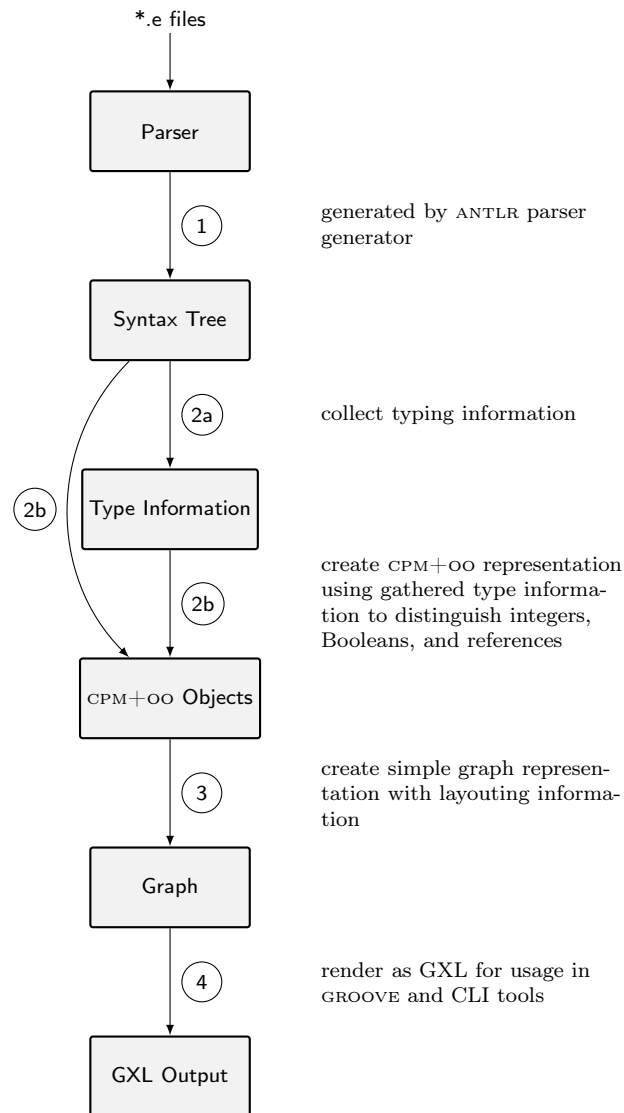 *.e files
Parser
1
generated by ANTLR parser
generator
Syntax Tree
2a
collect typing information
2b
Type Information
2b
create CPM+OO representation
using gathered type informa-
tion to distinguish integers,
Booleans, and references
CPM+OO Objects
3
create simple graph represen-
tation with layouting informa-
tion
Graph
4
render as GXL for usage in
GROOVE and CLI tools
GXL Output